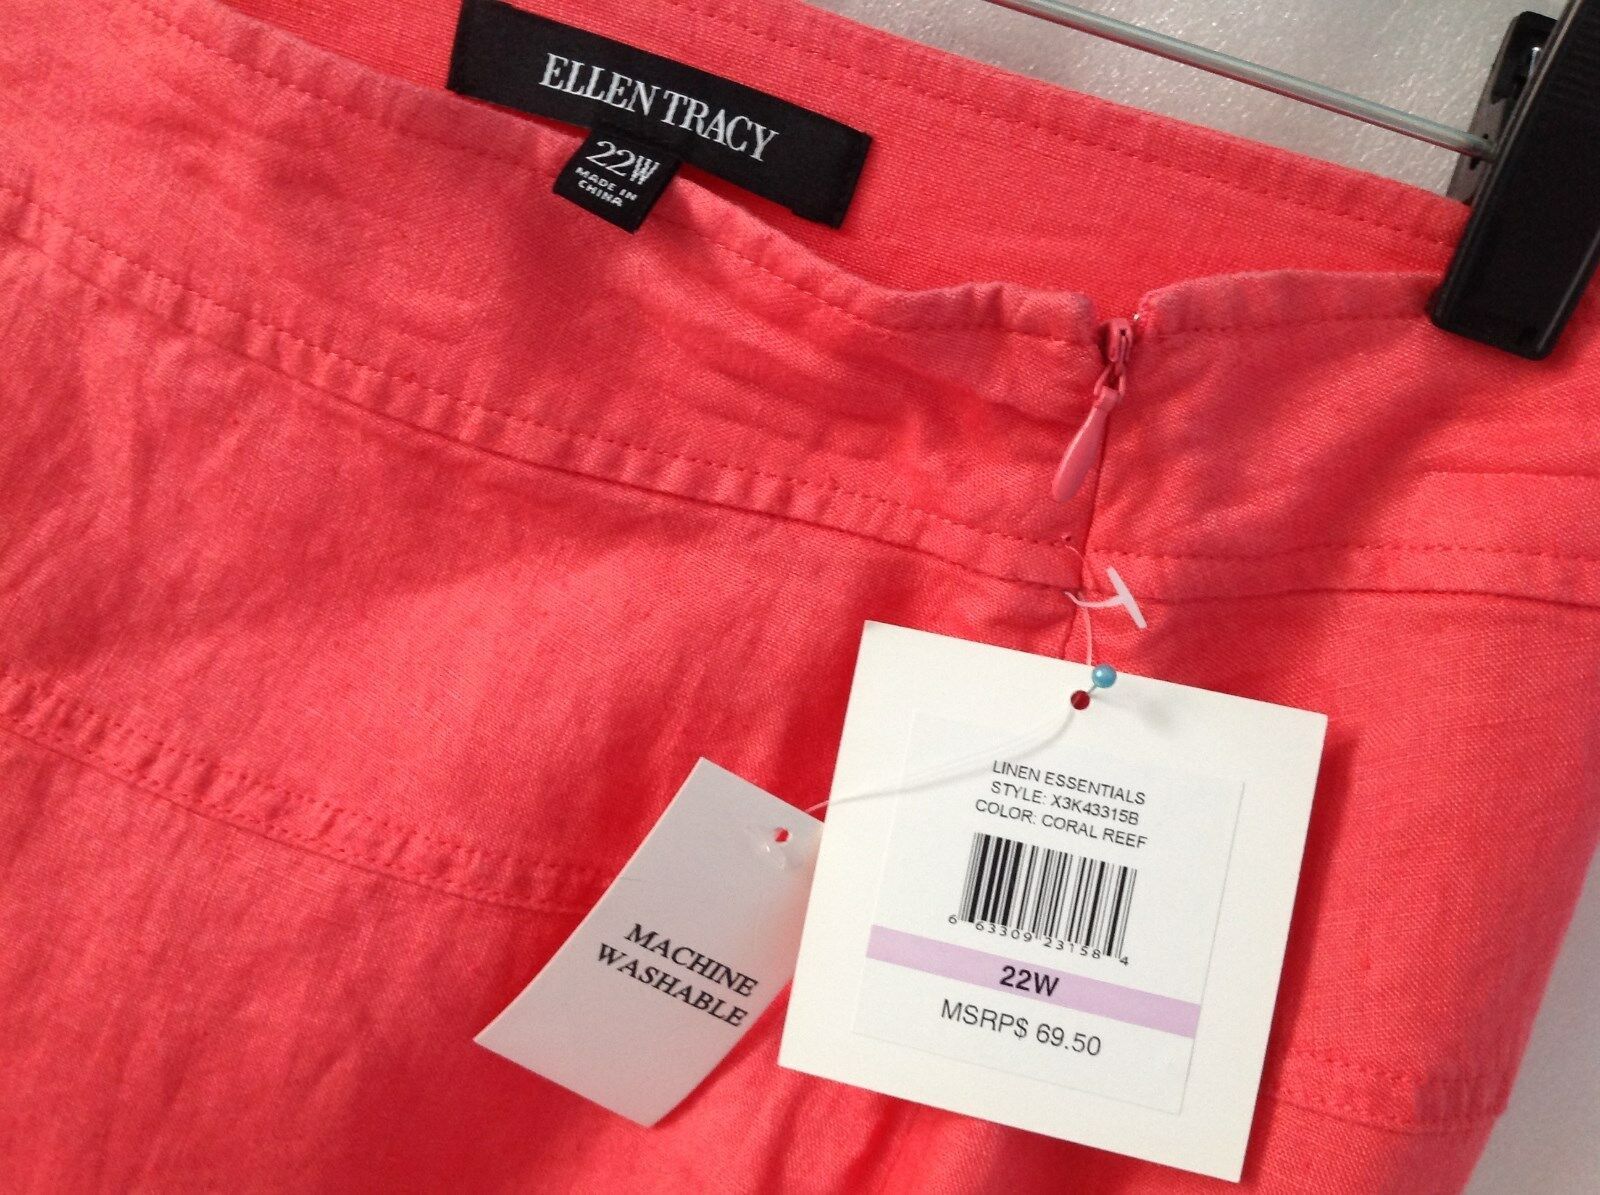 ELLEN TRACY
22W
MADE IN
CHINA
LINEN ESSENTIALS
STYLE: X3K43315B
COLOR: CORAL REEF
6 63309 23158 4
22W
MSRP$ 69.50
MACHINE
WASHABLE